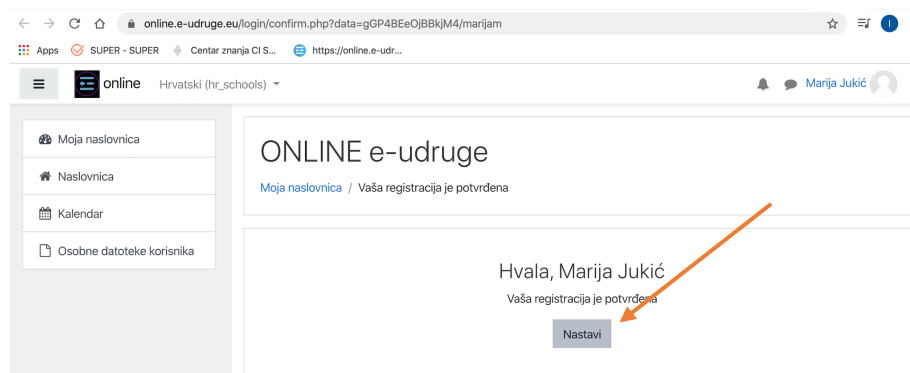 online.e-udruge.eu/login/confirm.php?data=gGP4BEeOjBBkjM4/marijam
I
Apps SUPER - SUPER Centar znanja CI S... https://online.e-udr...
online Hrvatski (hr_schools)
Marija Jukić
Moja naslovnica
Naslovnica
Kalendar
Osobne datoteke korisnika
ONLINE e-udruge
Moja naslovnica / Vaša registracija je potvrđena
Hvala, Marija Jukić
Vaša registracija je potvrđena
Nastavi